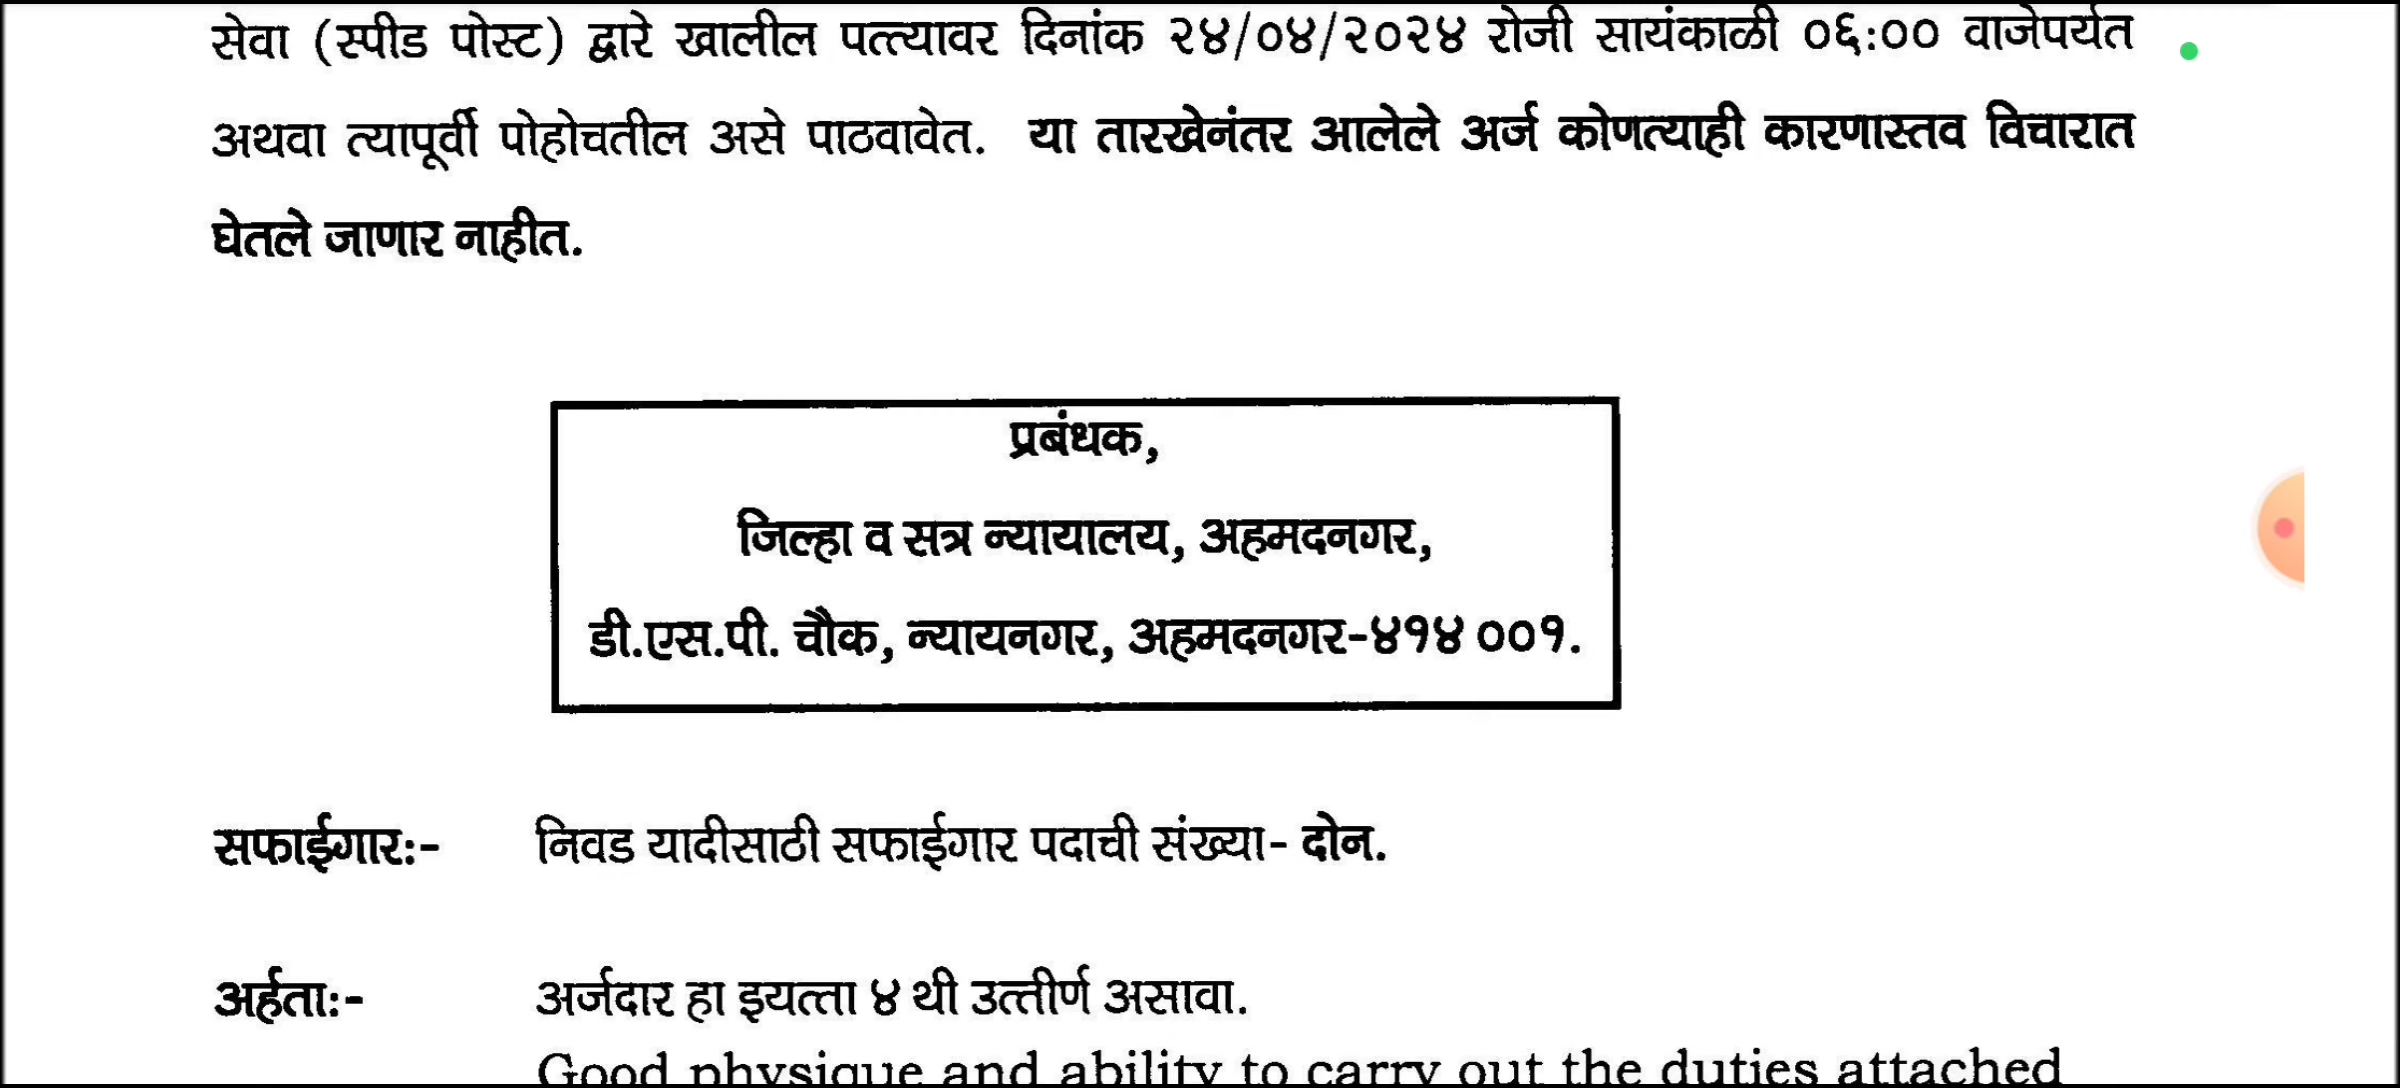 सेवा (स्पीड पोस्ट) द्वारे खालील पत्त्यावर दिनांक २४/०४/२०२४ रोजी सायंकाळी ०६:०० वाजेपर्यंत
अथवा त्यापूर्वी पोहोचतील असे पाठवावेत. या तारखेनंतर आलेले अर्ज कोणत्याही कारणास्तव विचारात
घेतले जाणार नाहीत.
प्रबंधक,
जिल्हा व सत्र न्यायालय, अहमदनगर,
डी.एस.पी. चौक, न्यायनगर, अहमदनगर-४१४ ००१.
सफाईगार:- निवड यादीसाठी सफाईगार पदाची संख्या- दोन.
अर्हता:- अर्जदार हा इयत्ता ४ थी उत्तीर्ण असावा.
Good physique and ability to carry out the duties attached